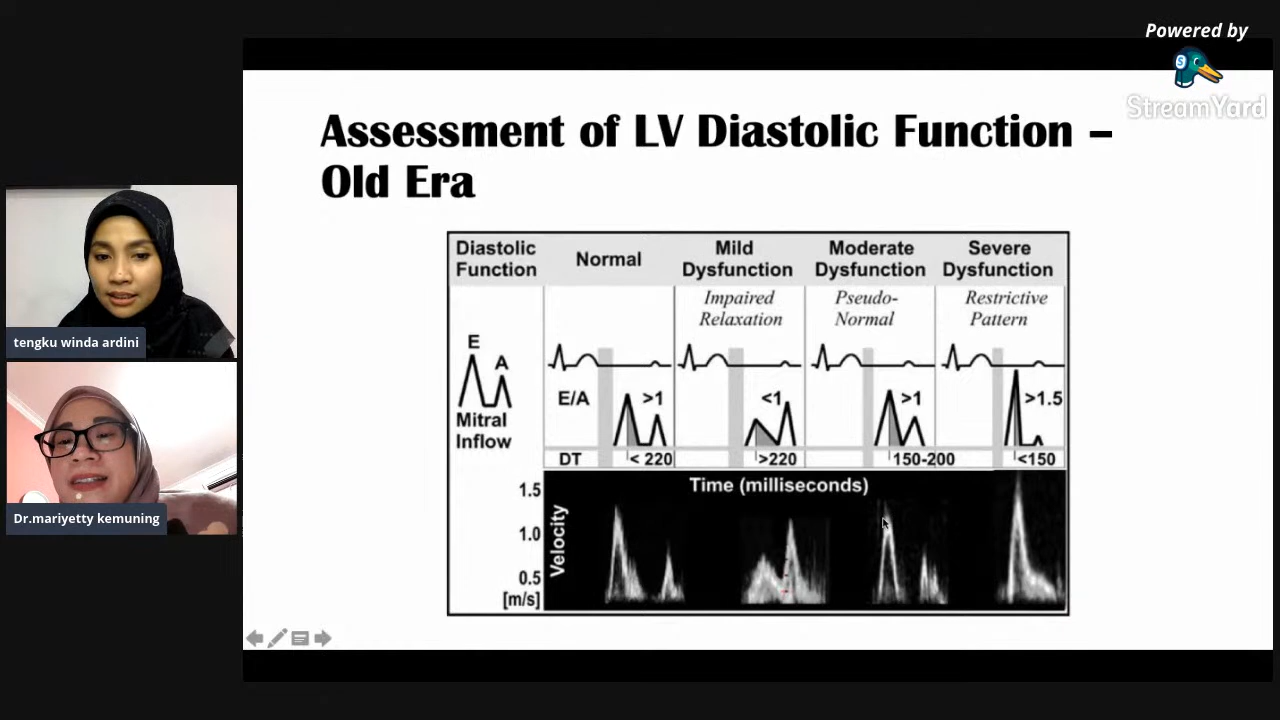 Powered by
StreamYard
Assessment of LV Diastolic Function –
Old Era
Diastolic Function
Normal
Mild Dysfunction
Moderate Dysfunction
Severe Dysfunction
Impaired Relaxation
Pseudo-Normal
Restrictive Pattern
E
A
Mitral Inflow
E/A
>1
<1
>1
>1.5
DT
< 220
>220
150-200
<150
Time (milliseconds)
Velocity
1.5
1.0
0.5
[m/s]
tengku winda ardini
Dr.mariyetty kemuning